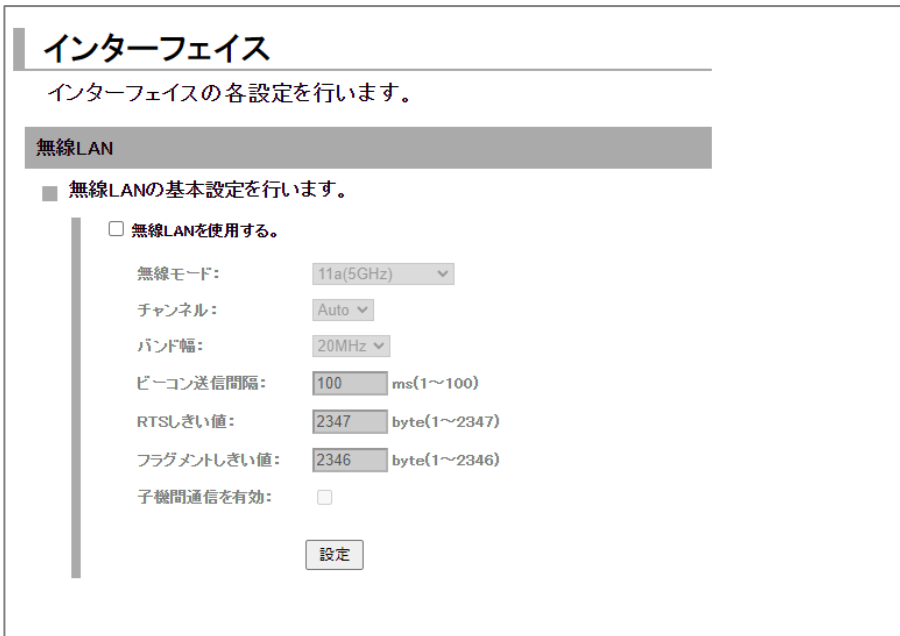 インターフェイス
インターフェイスの各設定を行います。
無線LAN
無線LANの基本設定を行います。
無線LANを使用する。
無線モード： 11a(5GHz)
チャンネル： Auto
バンド幅： 20MHz
ビーコン送信間隔： 100 ms(1～100)
RTSしきい値： 2347 byte(1～2347)
フラグメントしきい値： 2346 byte(1～2346)
子機間通信を有効：
設定